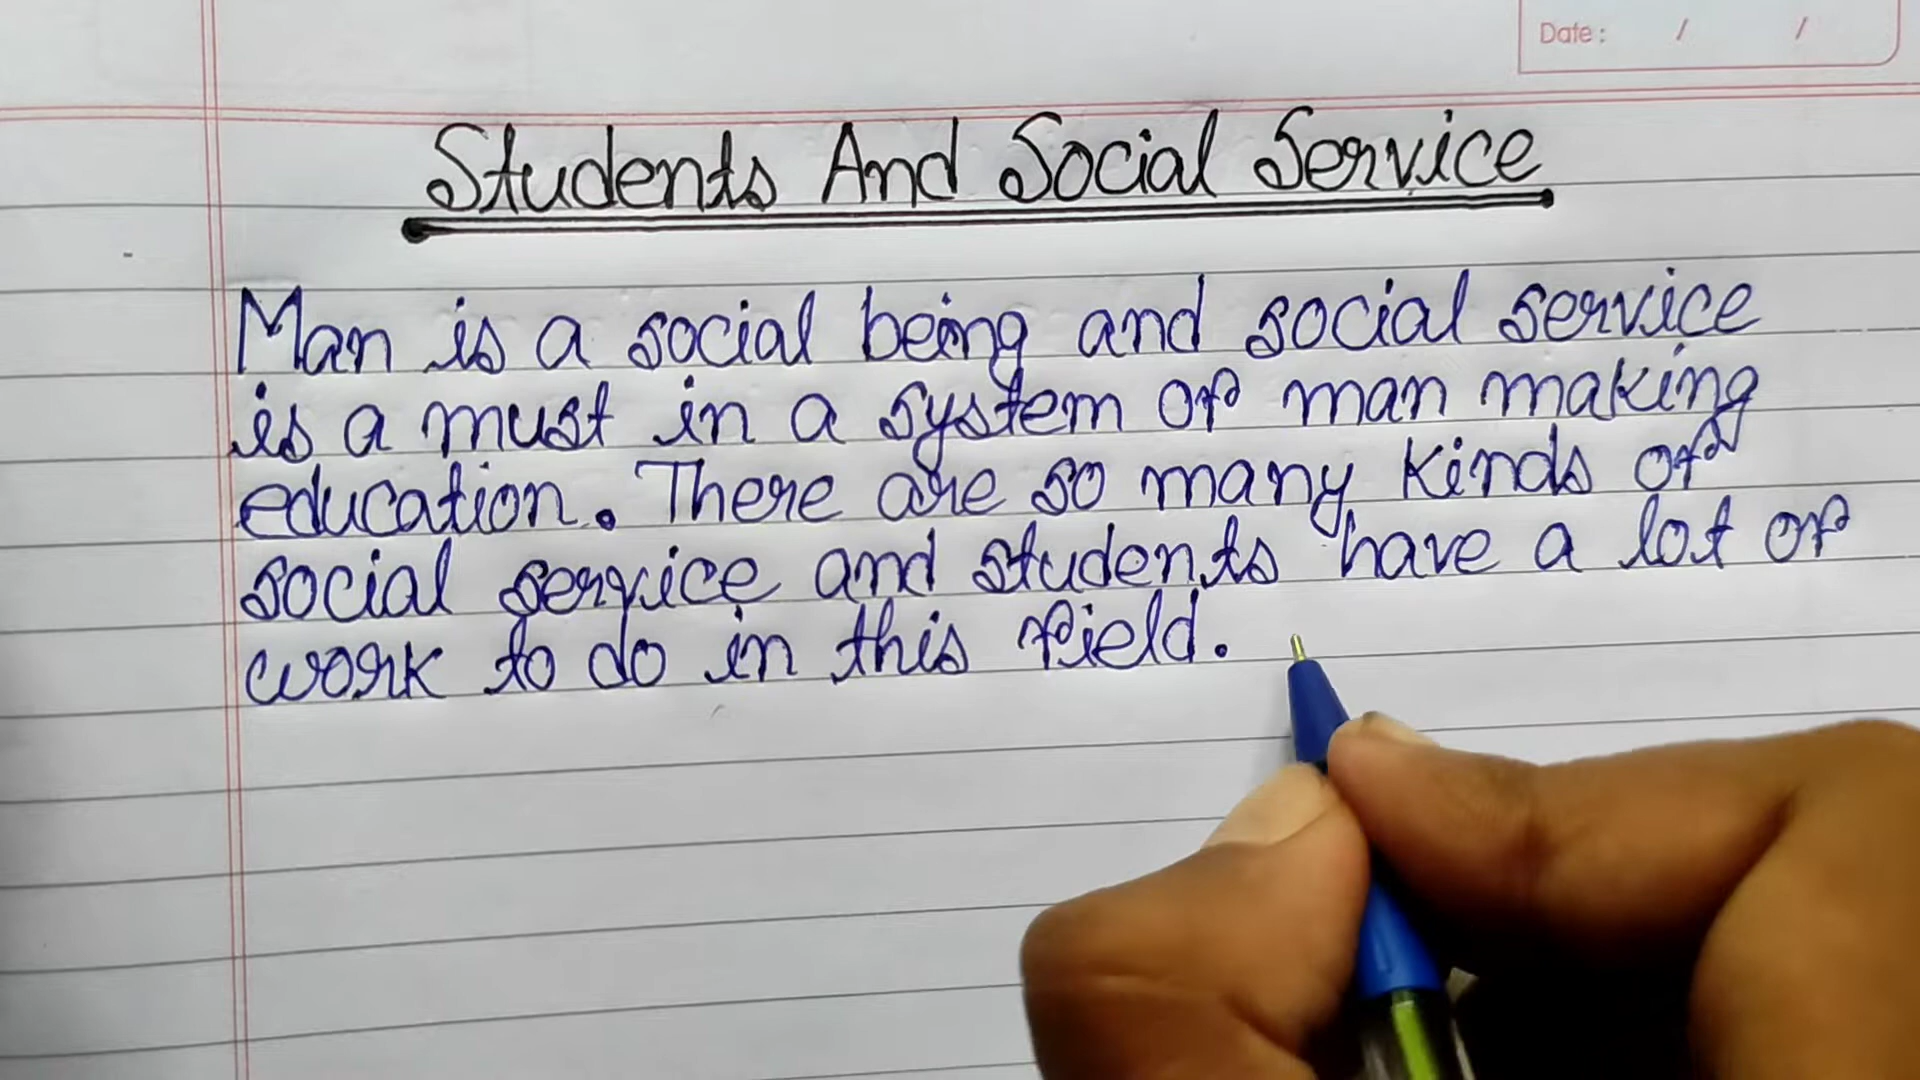 Date: / /
Students And Social Service
Man is a social being and social service
is a must in a system of man making
education. There are so many kinds of
social service and students have a lot of
work to do in this field.